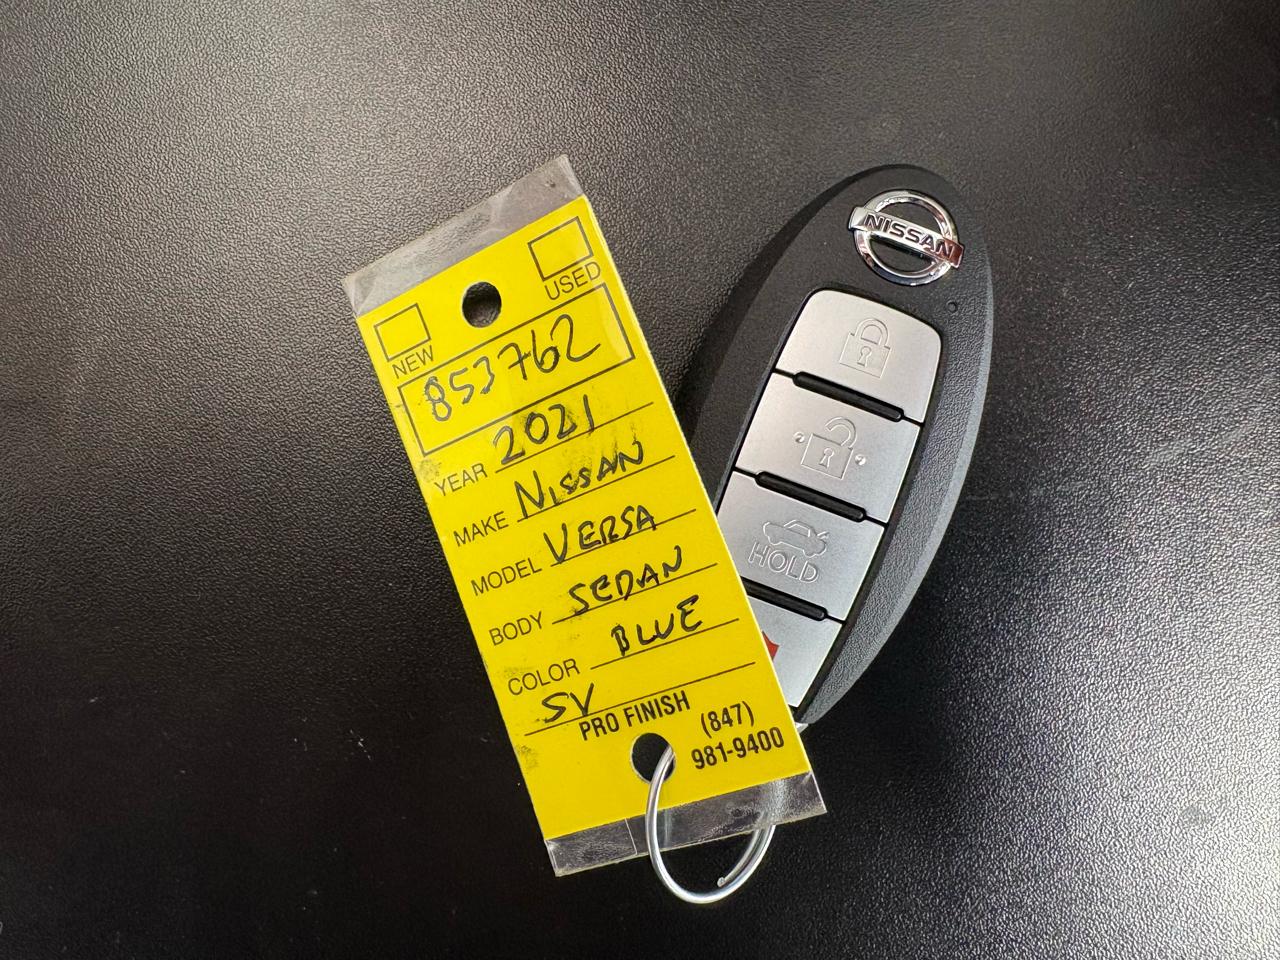 NEW
USED
853762
YEAR 2021
MAKE NISSAN
MODEL VERSA
BODY SEDAN
COLOR BLUE
SV
PRO FINISH
(847)
981-9400
NISSAN
HOLD